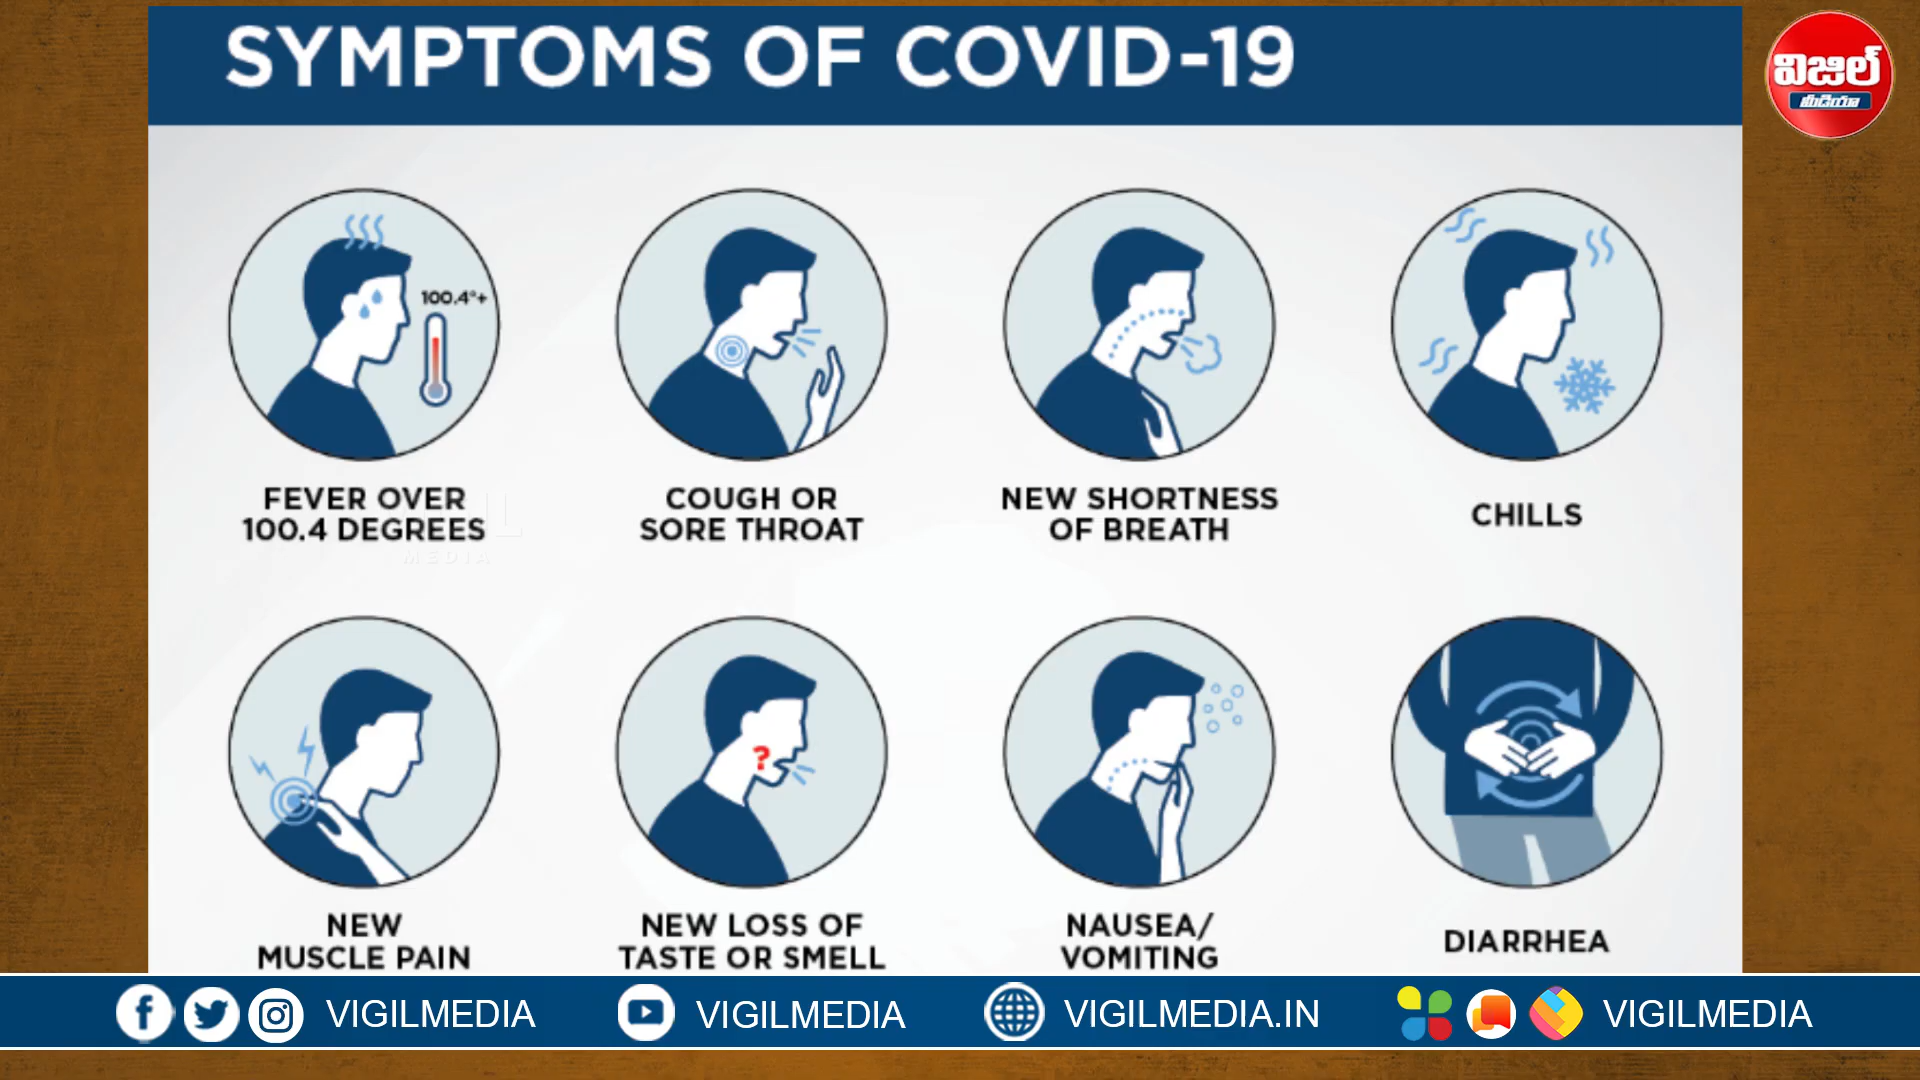 SYMPTOMS OF COVID-19
విజిల్
మీడియా
100.4°+
FEVER OVER
100.4 DEGREES
COUGH OR
SORE THROAT
NEW SHORTNESS
OF BREATH
CHILLS
MEDIA
?
NEW
MUSCLE PAIN
NEW LOSS OF
TASTE OR SMELL
NAUSEA/
VOMITING
DIARRHEA
VIGILMEDIA
VIGILMEDIA
VIGILMEDIA.IN
VIGILMEDIA